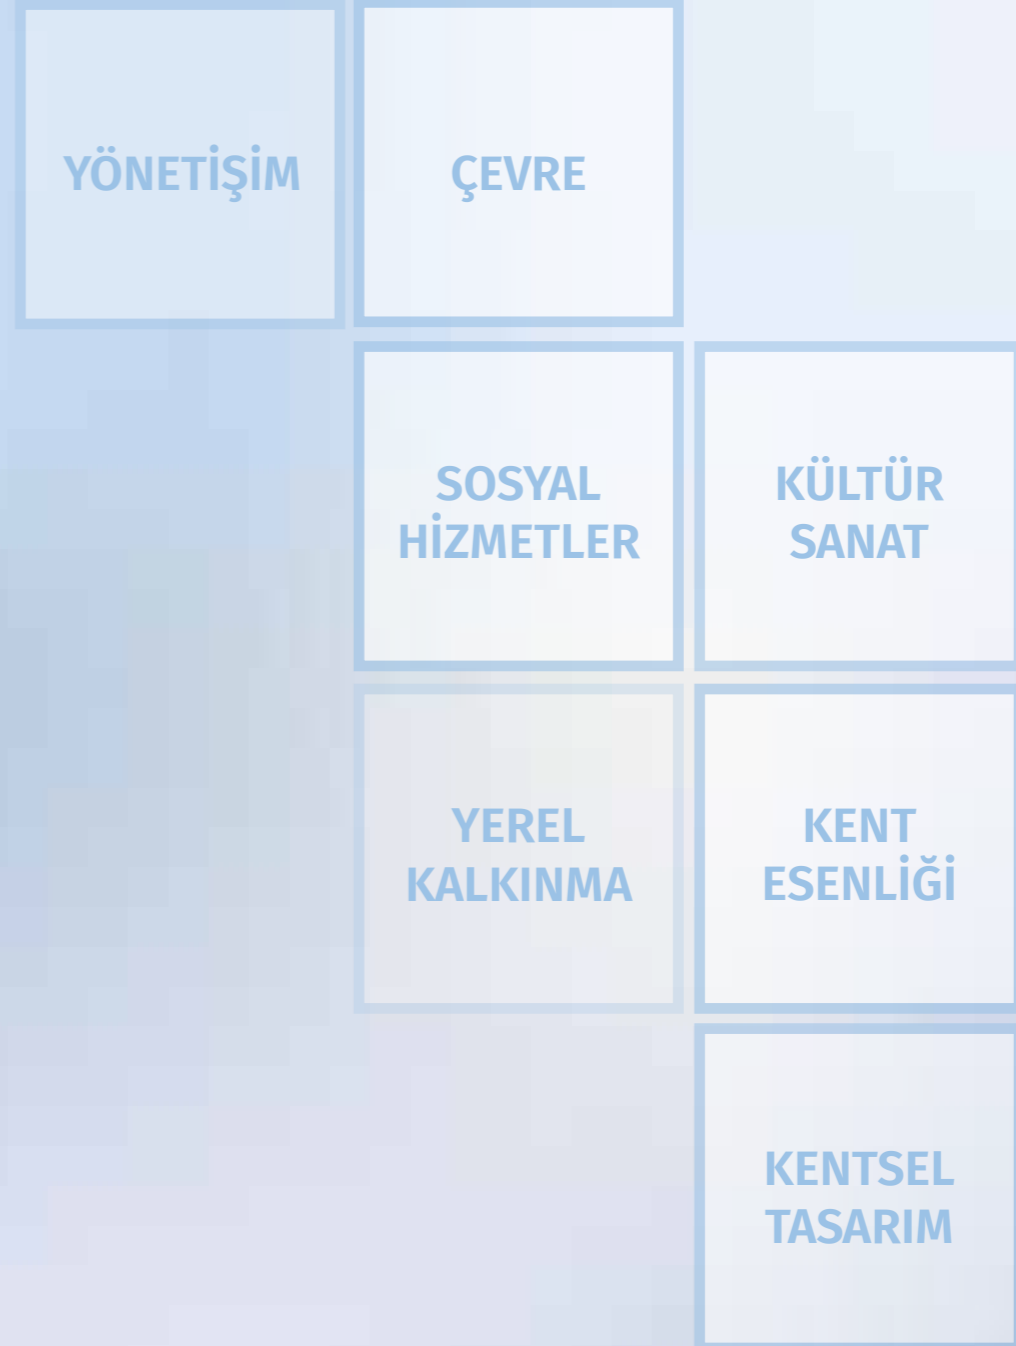 YÖNETİŞİM
ÇEVRE
SOSYAL
HİZMETLER
KÜLTÜR
SANAT
YEREL
KALKINMA
KENT
ESENLİĞİ
KENTSEL
TASARIM